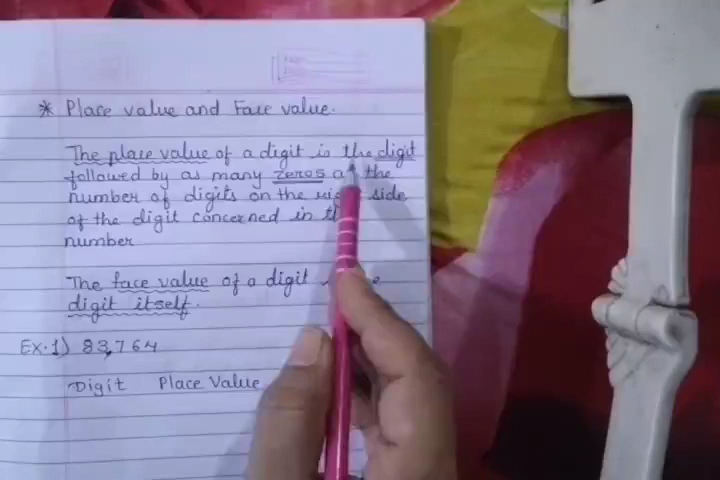 * Place value and Face value.
The place value of a digit is the digit
followed by as many zeros as the
number of digits on the side
of the digit concerned in
number
The face value of a digit
digit itself.
Ex.1) 83,764
Digit Place Value